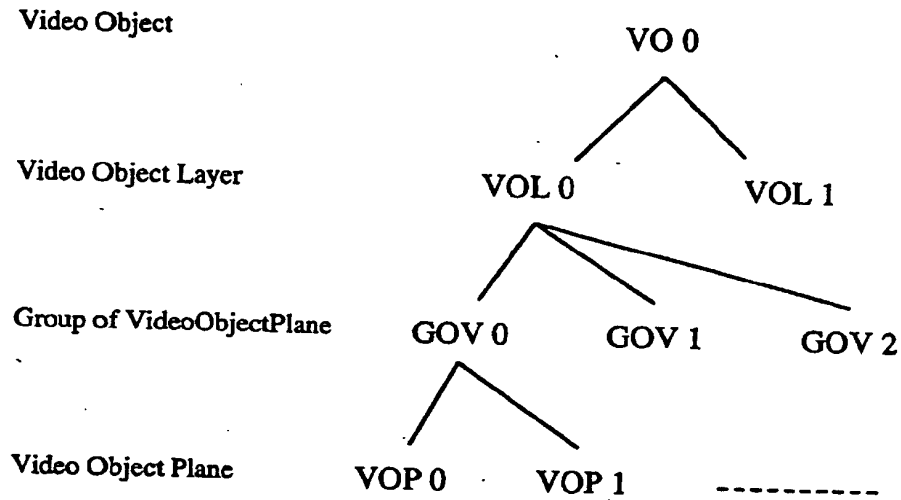 Video Object
VO 0
Video Object Layer
VOL 0
VOL 1
Group of VideoObjectPlane
GOV 0
GOV 1
GOV 2
Video Object Plane
VOP 0
VOP 1